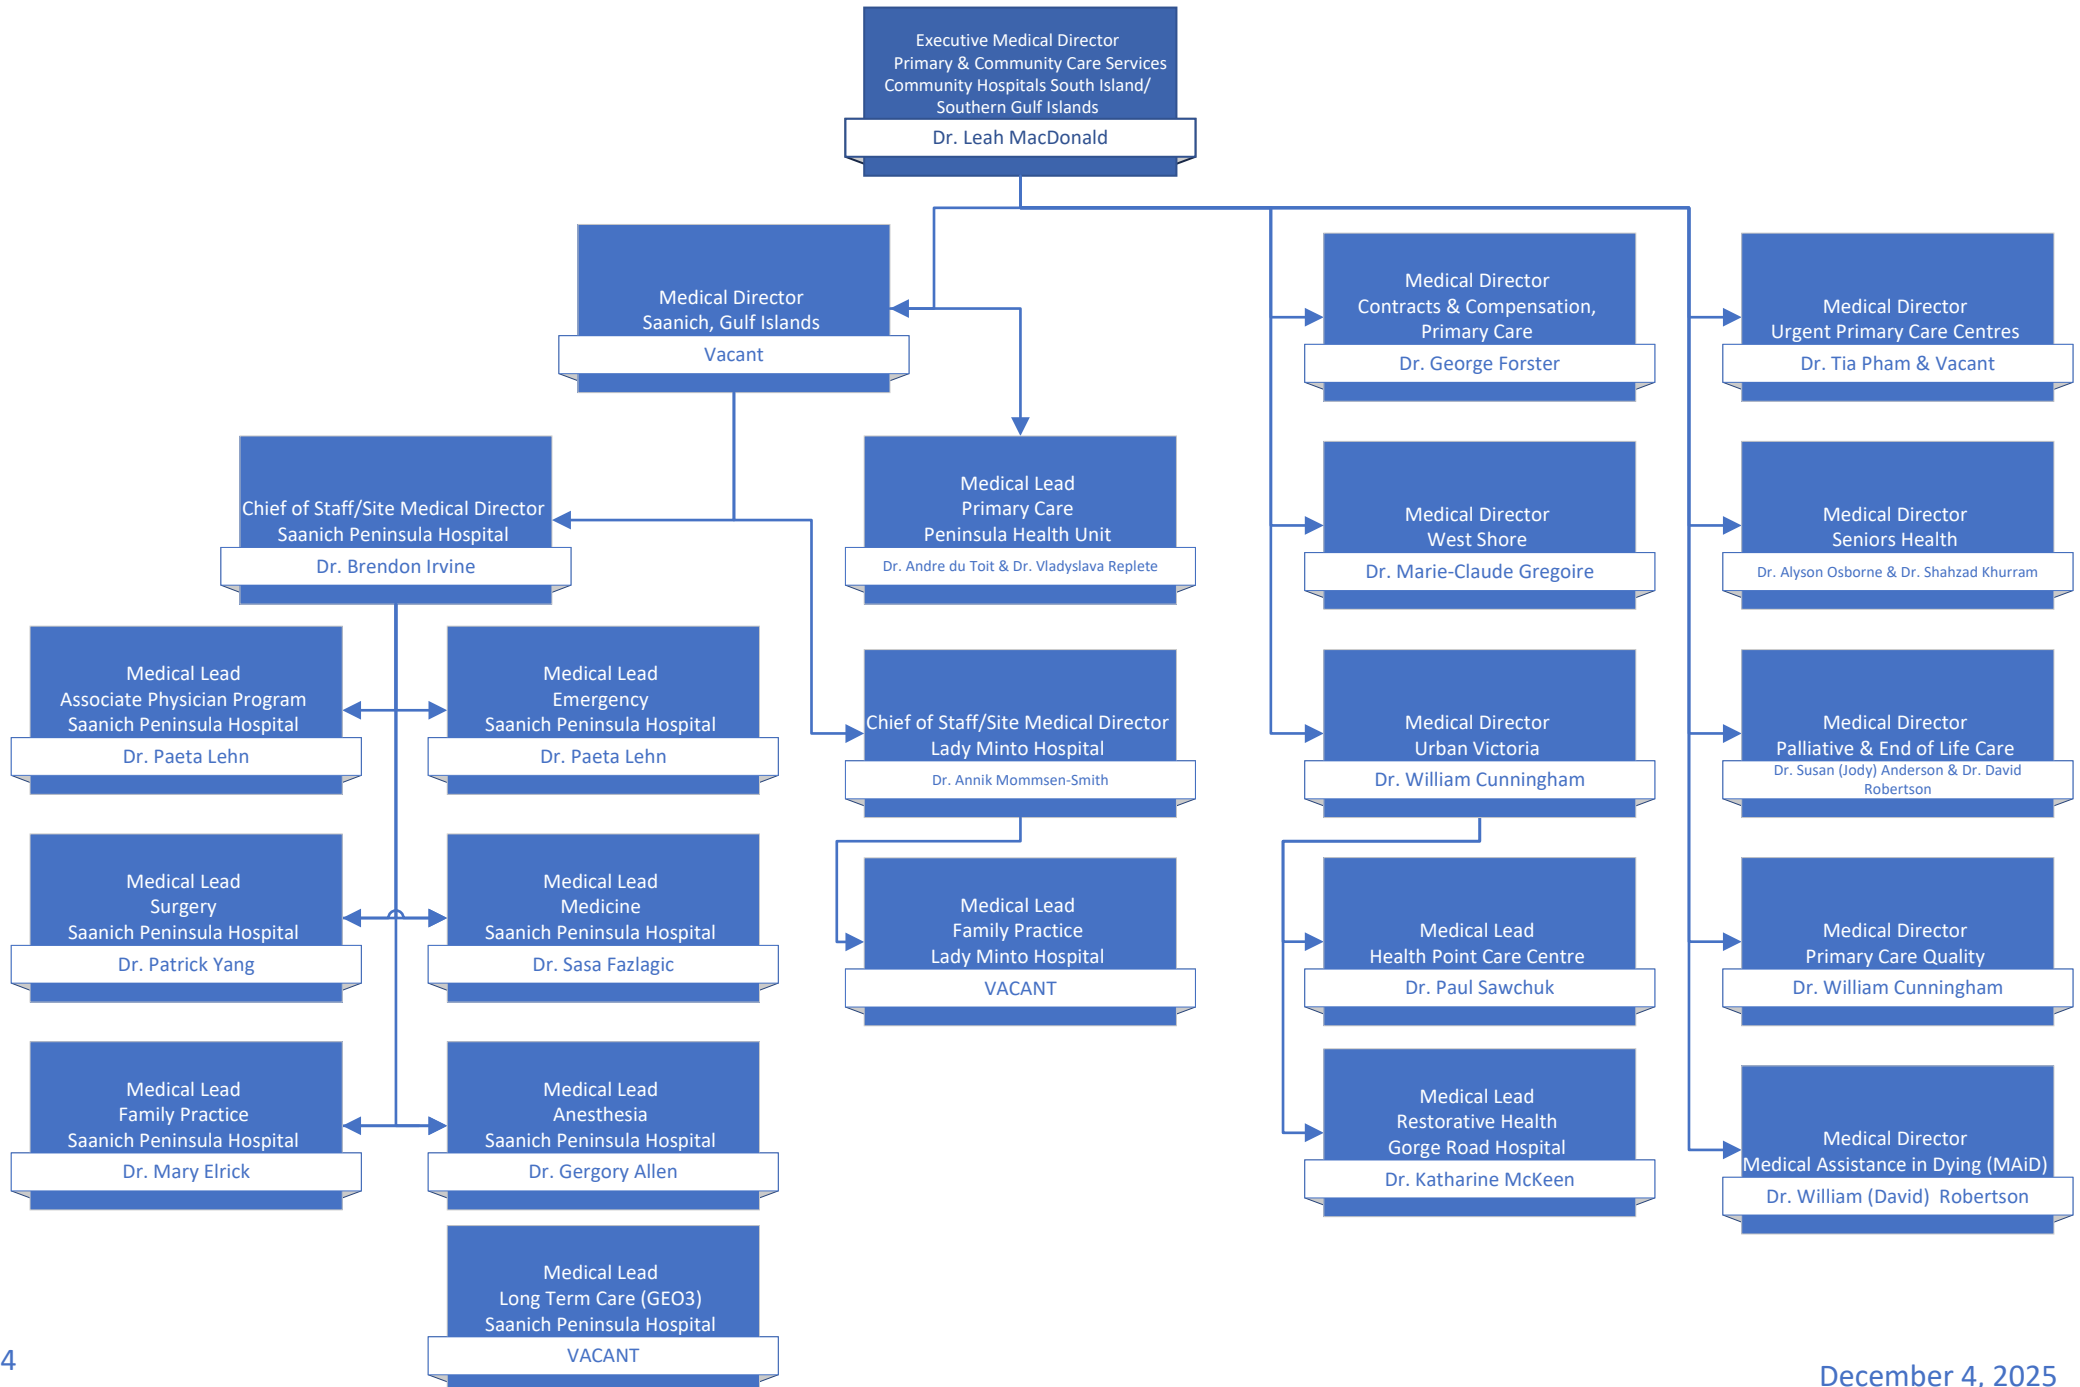 Executive Medical Director
Primary & Community Care Services
Community Hospitals South Island/
Southern Gulf Islands
Dr. Leah MacDonald
Medical Director
Saanich, Gulf Islands
Vacant
Medical Director
Contracts & Compensation,
Primary Care
Dr. George Forster
Medical Director
Urgent Primary Care Centres
Dr. Tia Pham & Vacant
Chief of Staff/Site Medical Director
Saanich Peninsula Hospital
Dr. Brendon Irvine
Medical Lead
Primary Care
Peninsula Health Unit
Dr. Andre du Toit & Dr. Vladyslava Replete
Medical Director
West Shore
Dr. Marie-Claude Gregoire
Medical Director
Seniors Health
Dr. Alyson Osborne & Dr. Shahzad Khurram
Medical Lead
Associate Physician Program
Saanich Peninsula Hospital
Dr. Paeta Lehn
Medical Lead
Emergency
Saanich Peninsula Hospital
Dr. Paeta Lehn
Chief of Staff/Site Medical Director
Lady Minto Hospital
Dr. Annik Mommsen-Smith
Medical Director
Urban Victoria
Dr. William Cunningham
Medical Director
Palliative & End of Life Care
Dr. Susan (Jody) Anderson & Dr. David
Robertson
Medical Lead
Surgery
Saanich Peninsula Hospital
Dr. Patrick Yang
Medical Lead
Medicine
Saanich Peninsula Hospital
Dr. Sasa Fazlagic
Medical Lead
Family Practice
Lady Minto Hospital
VACANT
Medical Lead
Health Point Care Centre
Dr. Paul Sawchuk
Medical Director
Primary Care Quality
Dr. William Cunningham
Medical Lead
Family Practice
Saanich Peninsula Hospital
Dr. Mary Elrick
Medical Lead
Anesthesia
Saanich Peninsula Hospital
Dr. Gergory Allen
Medical Lead
Restorative Health
Gorge Road Hospital
Dr. Katharine McKeen
Medical Director
Medical Assistance in Dying (MAiD)
Dr. William (David) Robertson
Medical Lead
Long Term Care (GEO3)
Saanich Peninsula Hospital
VACANT
4
December 4, 2025